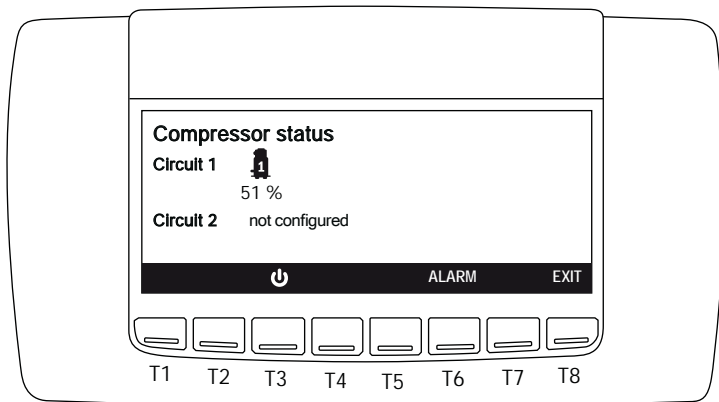 Compressor status
Circuit 1
1
51 %
Circuit 2 not configured
ALARM EXIT
T1 T2 T3 T4 T5 T6 T7 T8